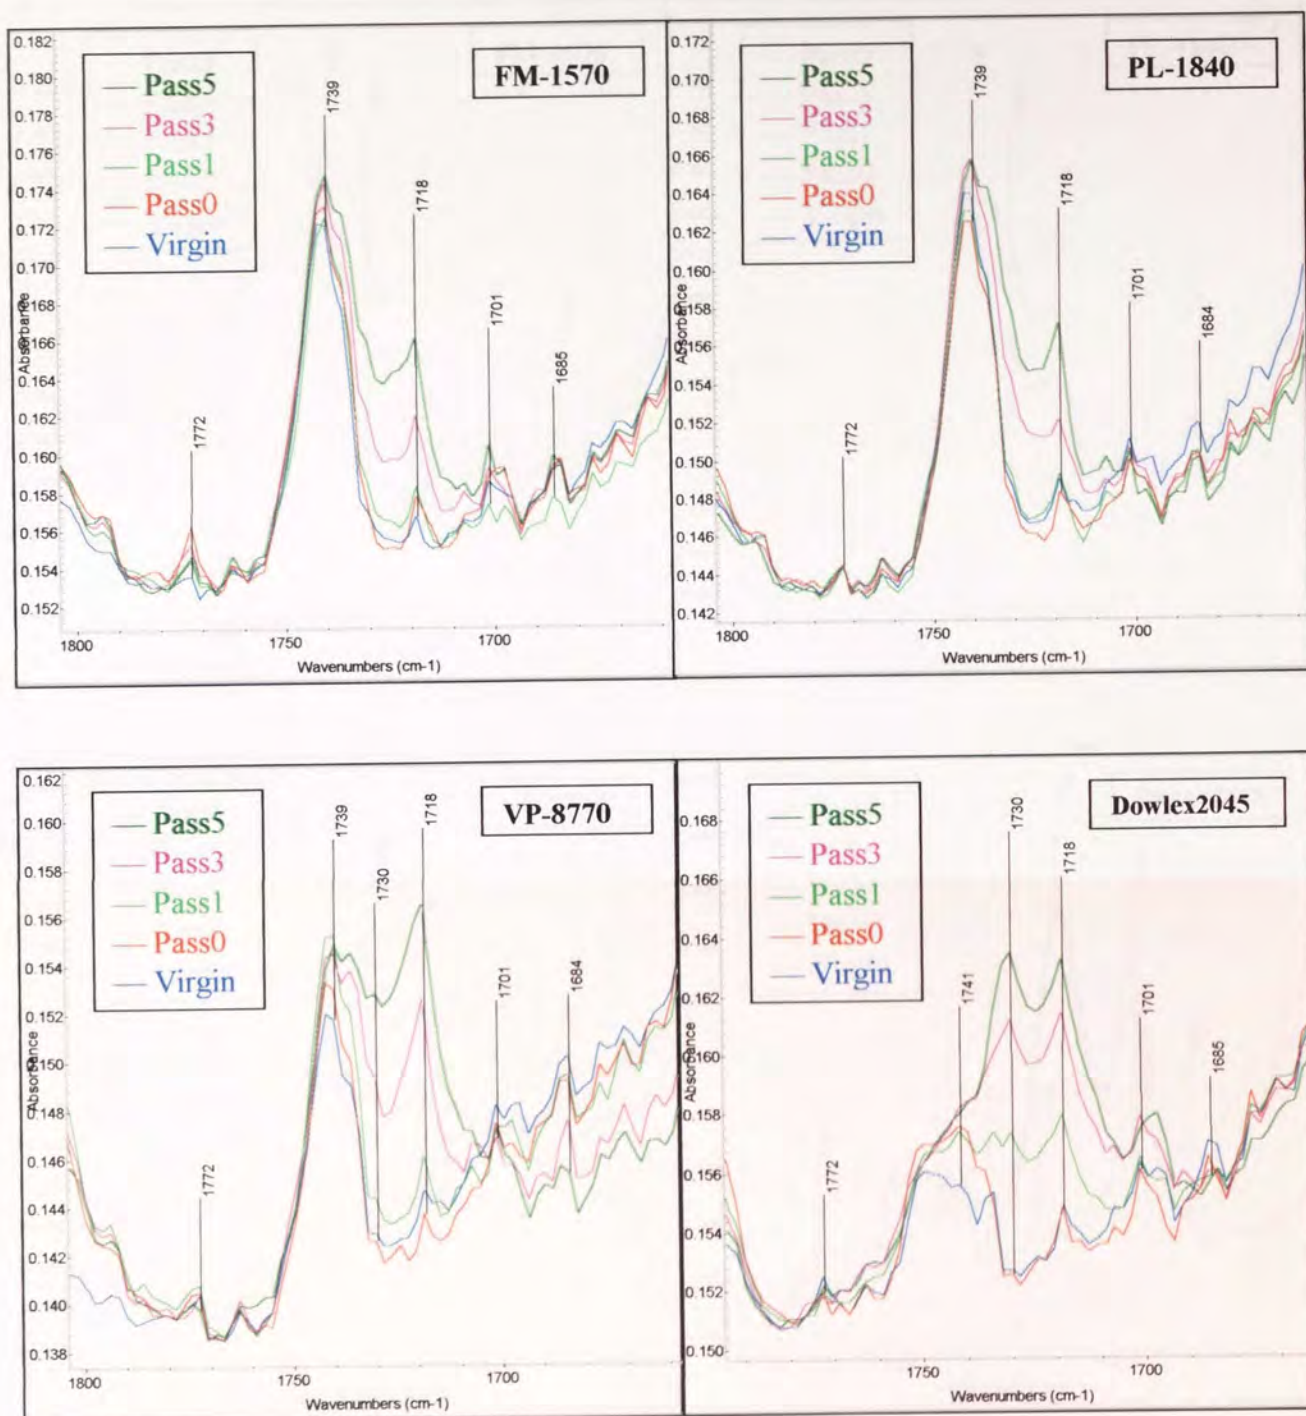 FM-1570
Pass5
Pass3
Pass1
Pass0
Virgin
0.182
0.180
0.178
0.176
0.174
0.172
0.170
0.168
0.166
0.164
0.162
0.160
0.158
0.156
0.154
0.152
Absorbance
1772
1739
1718
1701
1685
1800
1750
1700
Wavenumbers (cm-1)
PL-1840
Pass5
Pass3
Pass1
Pass0
Virgin
0.172
0.170
0.168
0.166
0.164
0.162
0.160
0.158
0.156
0.154
0.152
0.150
0.148
0.146
0.144
0.142
Absorbance
1772
1739
1718
1701
1684
1800
1750
1700
Wavenumbers (cm-1)
VP-8770
Pass5
Pass3
Pass1
Pass0
Virgin
0.162
0.160
0.158
0.156
0.154
0.152
0.150
0.148
0.146
0.144
0.142
0.140
0.138
Absorbance
1772
1739
1730
1718
1701
1684
1800
1750
1700
Wavenumbers (cm-1)
Dowlex2045
Pass5
Pass3
Pass1
Pass0
Virgin
0.168
0.166
0.164
0.162
0.160
0.158
0.156
0.154
0.152
0.150
Absorbance
1772
1741
1730
1718
1701
1685
1750
1700
Wavenumbers (cm-1)